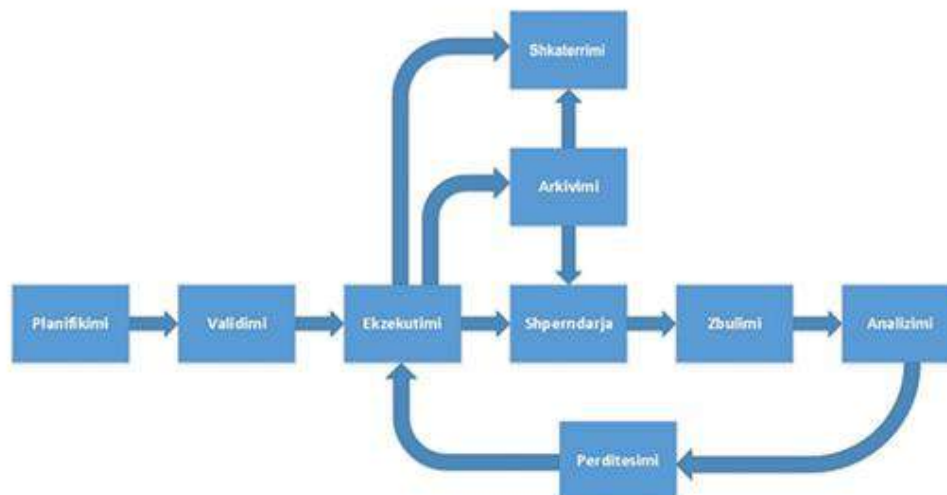 Shkaterrimi
Arkivimi
Planifikimi
Validimi
Ekzekutimi
Shperndarja
Zbulimi
Analizimi
Perditesimi